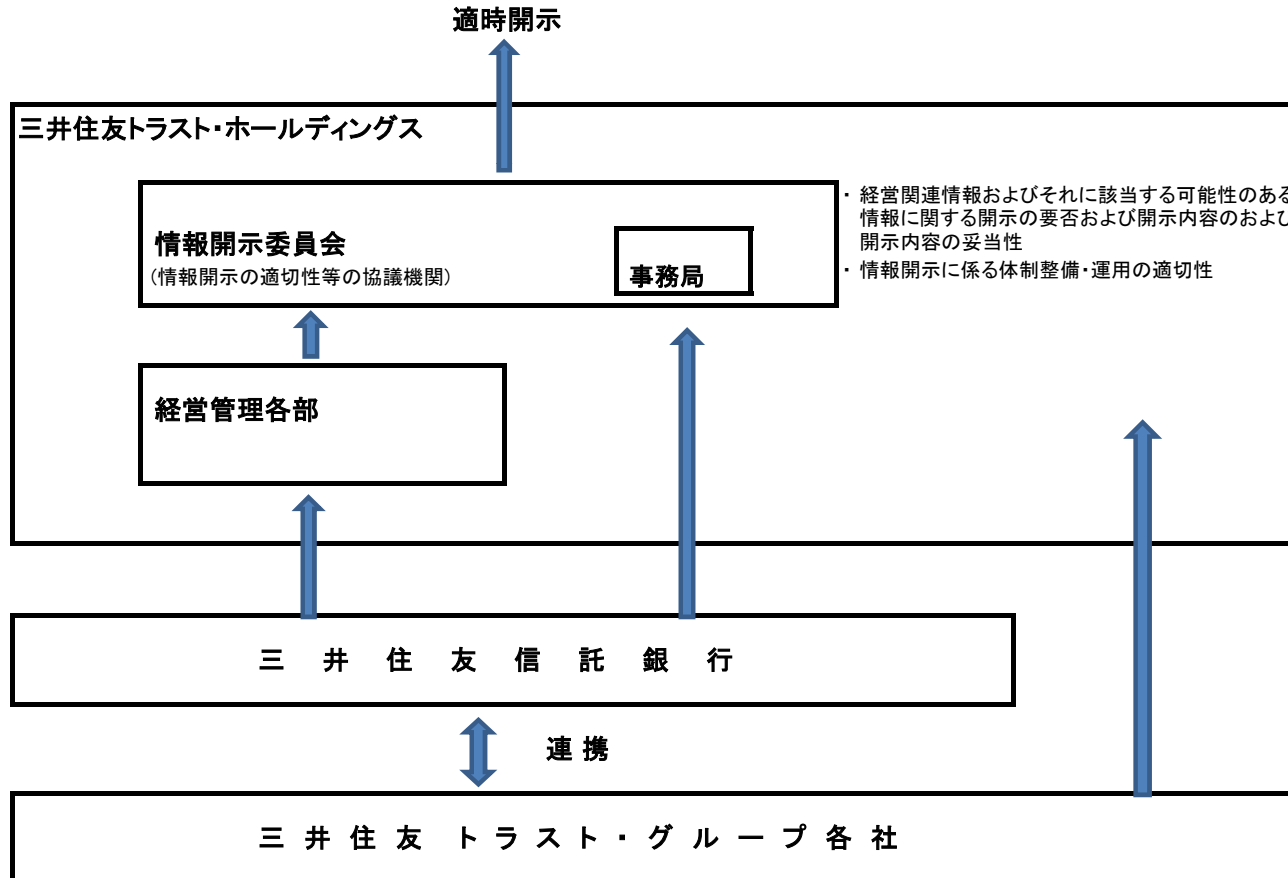 適時開示
三井住友トラスト・ホールディングス
・ 経営関連情報およびそれに該当する可能性のある
情報に関する開示の要否および開示内容のおよび
開示内容の妥当性
・ 情報開示に係る体制整備・運用の適切性
情報開示委員会
(情報開示の適切性等の協議機関)
事務局
経営管理各部
三 井 住 友 信 託 銀 行
連 携
三 井 住 友 ト ラ ス ト ・ グ ル ー プ 各 社